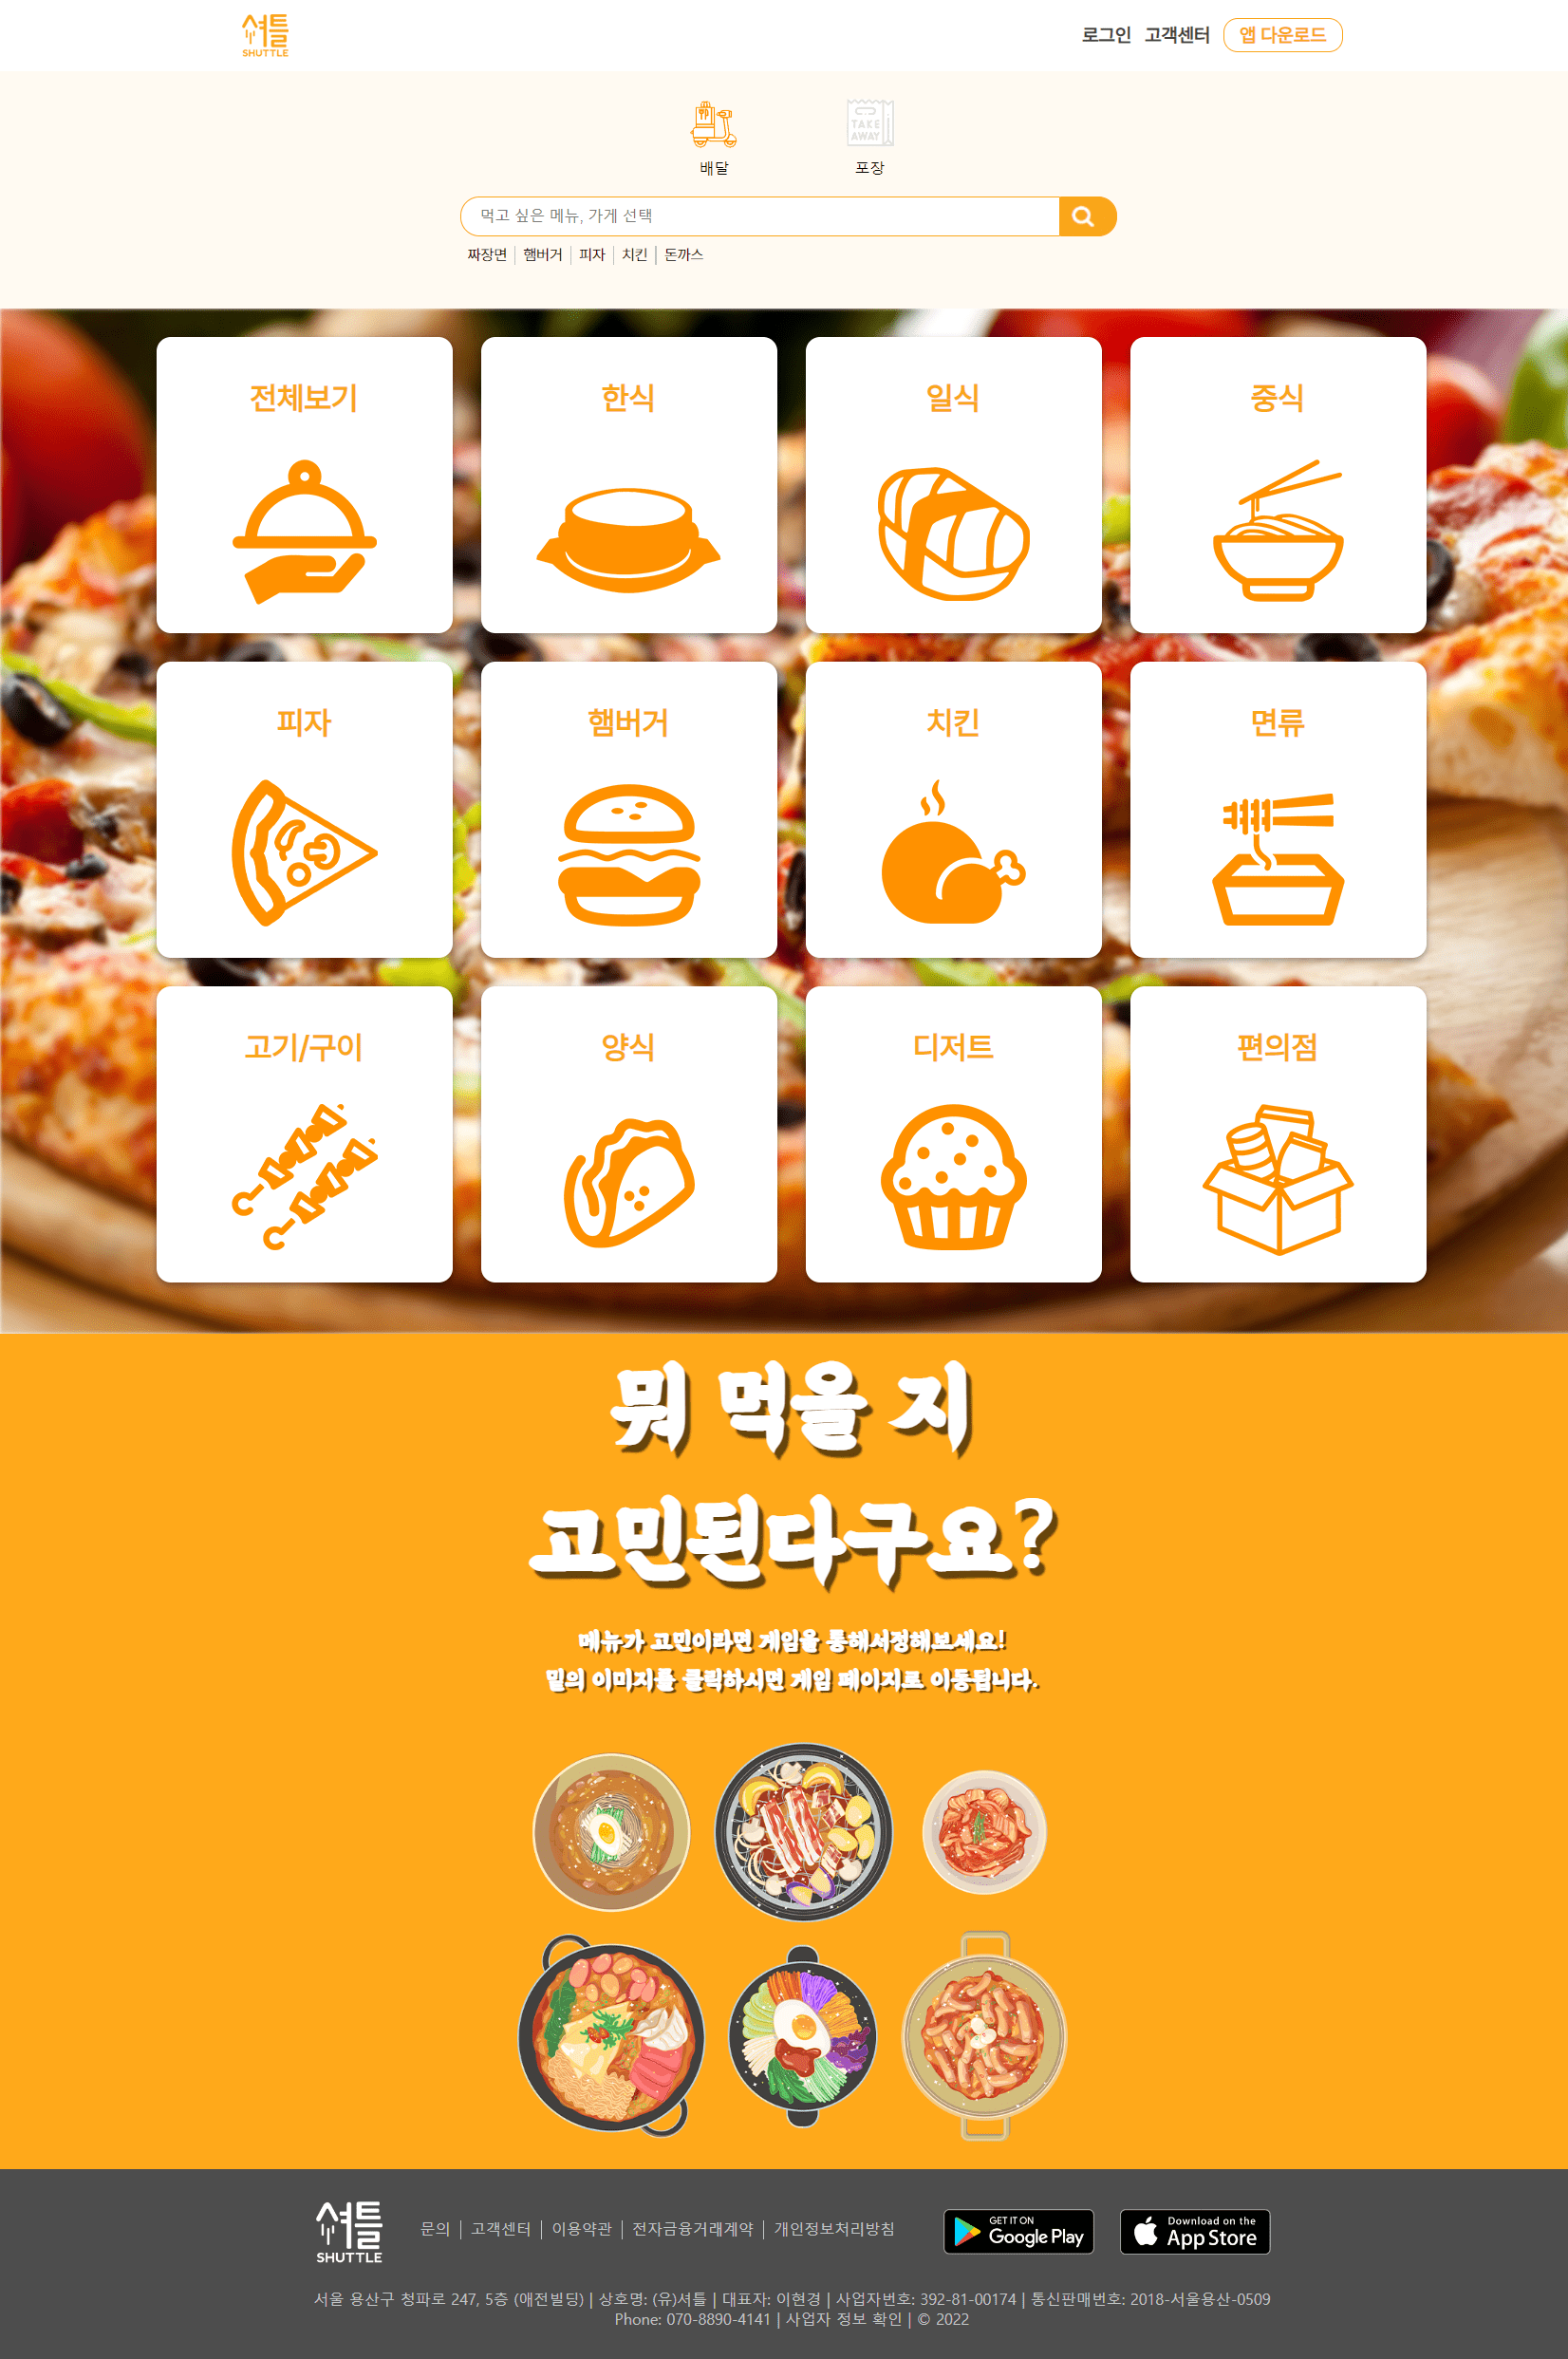 셔틀
SHUTTLE
로그인 고객센터 앱 다운로드
TAKE
AWAY
배달 포장
먹고 싶은 메뉴, 가게 선택
짜장면 햄버거 피자 치킨 돈까스
전체보기 한식 일식 중식
피자 햄버거 치킨 면류
고기/구이 양식 디저트 편의점
뭐 먹을 지
고민된다구요?
메뉴가 고민이라면 게임을 통해서정해보세요!
밑의 이미지를 클릭하시면 게임 페이지로 이동됩니다.
셔틀
SHUTTLE
문의 고객센터 이용약관 전자금융거래계약 개인정보처리방침
GET IT ON
Google Play
Download on the
App Store
서울 용산구 청파로 247, 5층 (애전빌딩) | 상호명: (유)셔틀 | 대표자: 이현경 | 사업자번호: 392-81-00174 | 통신판매번호: 2018-서울용산-0509
Phone: 070-8890-4141 | 사업자 정보 확인 | © 2022